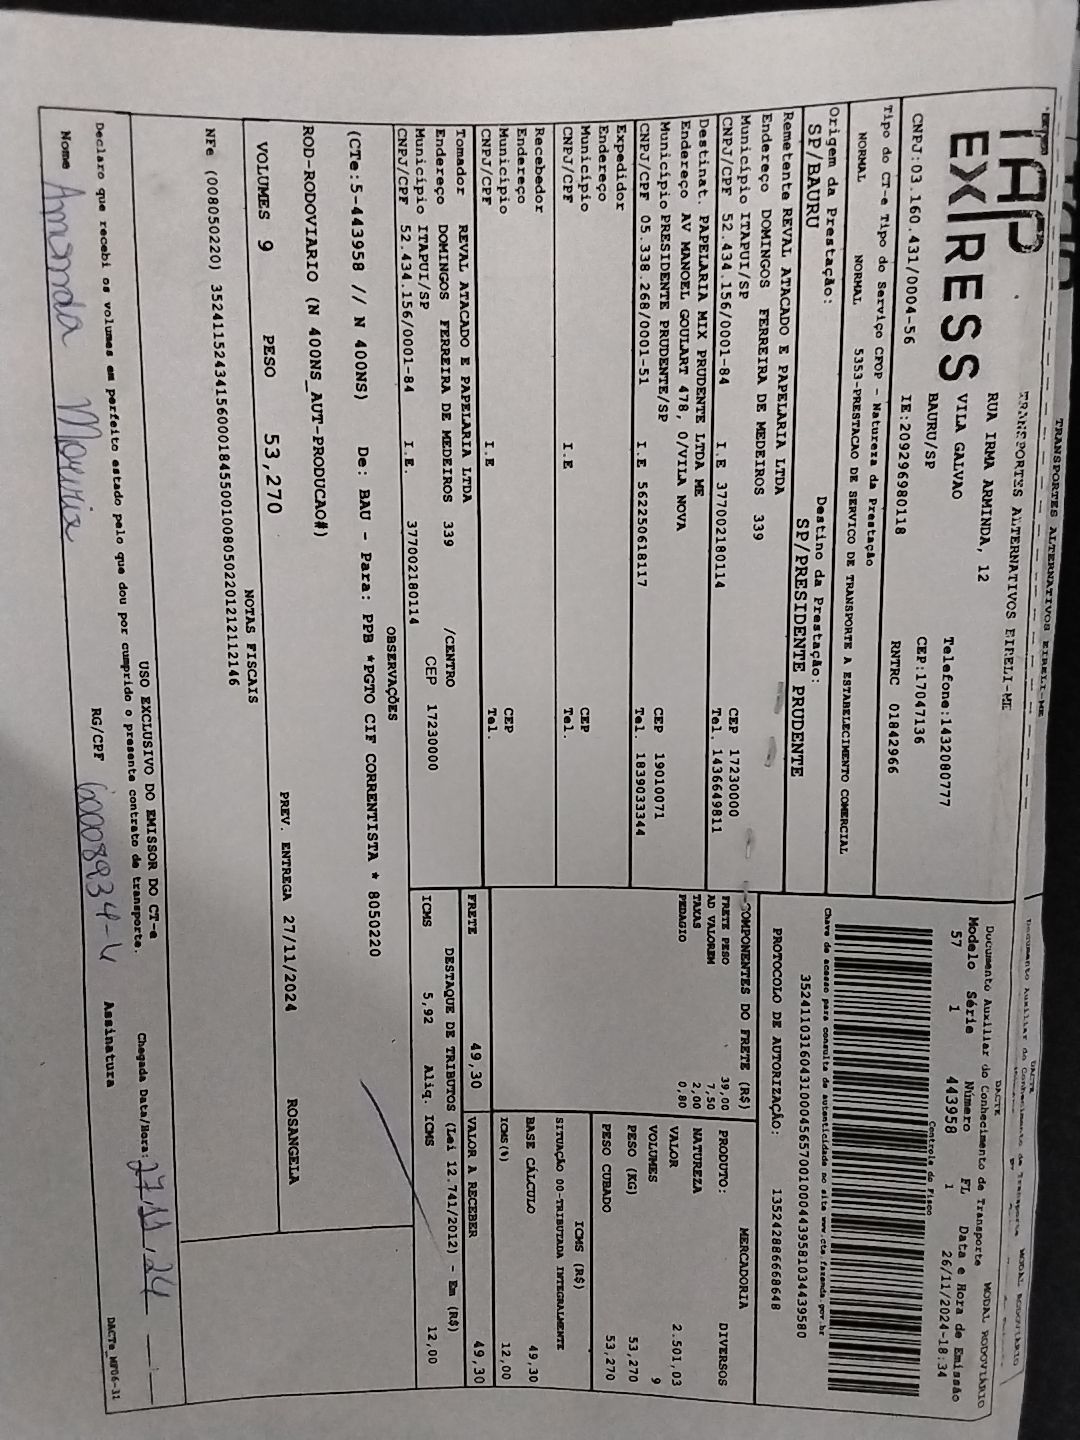 TRANSPORTES ALTERNATIVOS EIRELI-ME
TAP
EXPRESS
TRANSPORTES ALTERNATIVOS EIRELI-ME
RUA IRMA ARMINDA, 12
VILA GALVAO
BAURU/SP
Telefone:1432080777
CEP:17047136
CNPJ:03.160.431/0004-56 IE:209296980118 RNTRC 01842966
Tipo do CT-e Tipo do Serviço CFOP - Natureza da Prestação
NORMAL NORMAL 5353-PRESTACAO DE SERVICO DE TRANSPORTE A ESTABELECIMENTO COMERCIAL
Origem da Prestação: Destino da Prestação:
SP/BAURU SP/PRESIDENTE PRUDENTE
DACTE MODAL RODOVIÁRIO
Documento Auxiliar do Conhecimento de Transporte
Modelo Série Número FL Data e Hora de Emissão
57 1 443958 1 26/11/2024-18:34
Controle do Fisco
Chave de acesso para consulta de autenticidade no site www.cte.fazenda.gov.br
35241103160431000456570010004439581034439580
PROTOCOLO DE AUTORIZAÇÃO: 135242886668648
Remetente REVAL ATACADO E PAPELARIA LTDA
Endereço DOMINGOS FERREIRA DE MEDEIROS 339
Município ITAPUI/SP CEP 17230000
CNPJ/CPF 52.434.156/0001-84 I.E 377002180114 Tel. 1436649811
Destinat. PAPELARIA MIX PRUDENTE LTDA ME
Endereço AV MANOEL GOULART 478, 0/VILA NOVA
Município PRESIDENTE PRUDENTE/SP CEP 19010071
CNPJ/CPF 05.338.268/0001-51 I.E 562250618117 Tel. 1839033344
Expedidor
Endereço
Município CEP
CNPJ/CPF I.E Tel.
Recebedor
Endereço
Município CEP
CNPJ/CPF I.E Tel.
Tomador REVAL ATACADO E PAPELARIA LTDA
Endereço DOMINGOS FERREIRA DE MEDEIROS 339 /CENTRO
Município ITAPUI/SP CEP 17230000
CNPJ/CPF 52.434.156/0001-84 I.E. 377002180114
COMPONENTES DO FRETE (R$)
FRETE PESO 39,00
AD VALOREM 7,50
TAXAS 2,00
PEDAGIO 0,80
MERCADORIA
PRODUTO: DIVERSOS
NATUREZA
VALOR 2.501,03
VOLUMES 9
PESO (KG) 53,270
PESO CUBADO 53,270
ICMS (R$)
SITUAÇÃO 00-TRIBUTADA INTEGRALMENTE
BASE CÁLCULO 49,30
ICMS(%) 12,00
FRETE 49,30 VALOR A RECEBER 49,30
DESTAQUE DE TRIBUTOS (Lei 12.741/2012) - Em (R$)
ICMS 5,92 Aliq. ICMS 12,00
OBSERVAÇÕES
(CTe:5-443958 // N 400NS) De: BAU - Para: PPB *PGTO CIF CORRENTISTA * 8050220
ROD-RODOVIARIO (N 400NS_AUT-PRODUCAO#)
VOLUMES 9 PESO 53,270 PREV. ENTREGA 27/11/2024 ROSANGELA
NOTAS FISCAIS
NFe (008050220) 35241152434156000184550010080502201212112146
USO EXCLUSIVO DO EMISSOR DO CT-e
Declaro que recebi os volumes em perfeito estado pelo que dou por cumprido o presente contrato de transporte. Chegada Data/Hora: 27/11/24
Nome Amanda RG/CPF Assinatura
DACTe_MF06-31